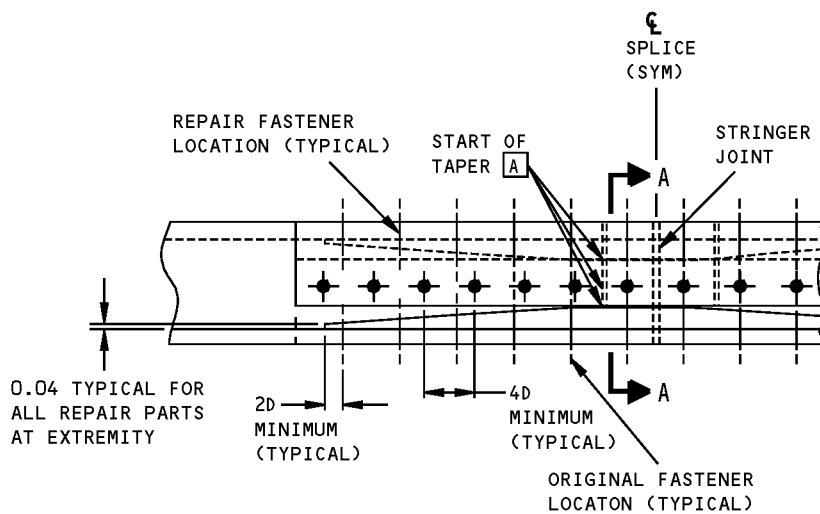 ℄
SPLICE
(SYM)
REPAIR FASTENER
LOCATION (TYPICAL)
START OF
TAPER A
STRINGER
JOINT
A
0.04 TYPICAL FOR
ALL REPAIR PARTS
AT EXTREMITY
2D
MINIMUM
(TYPICAL)
4D
MINIMUM
(TYPICAL)
A
ORIGINAL FASTENER
LOCATON (TYPICAL)